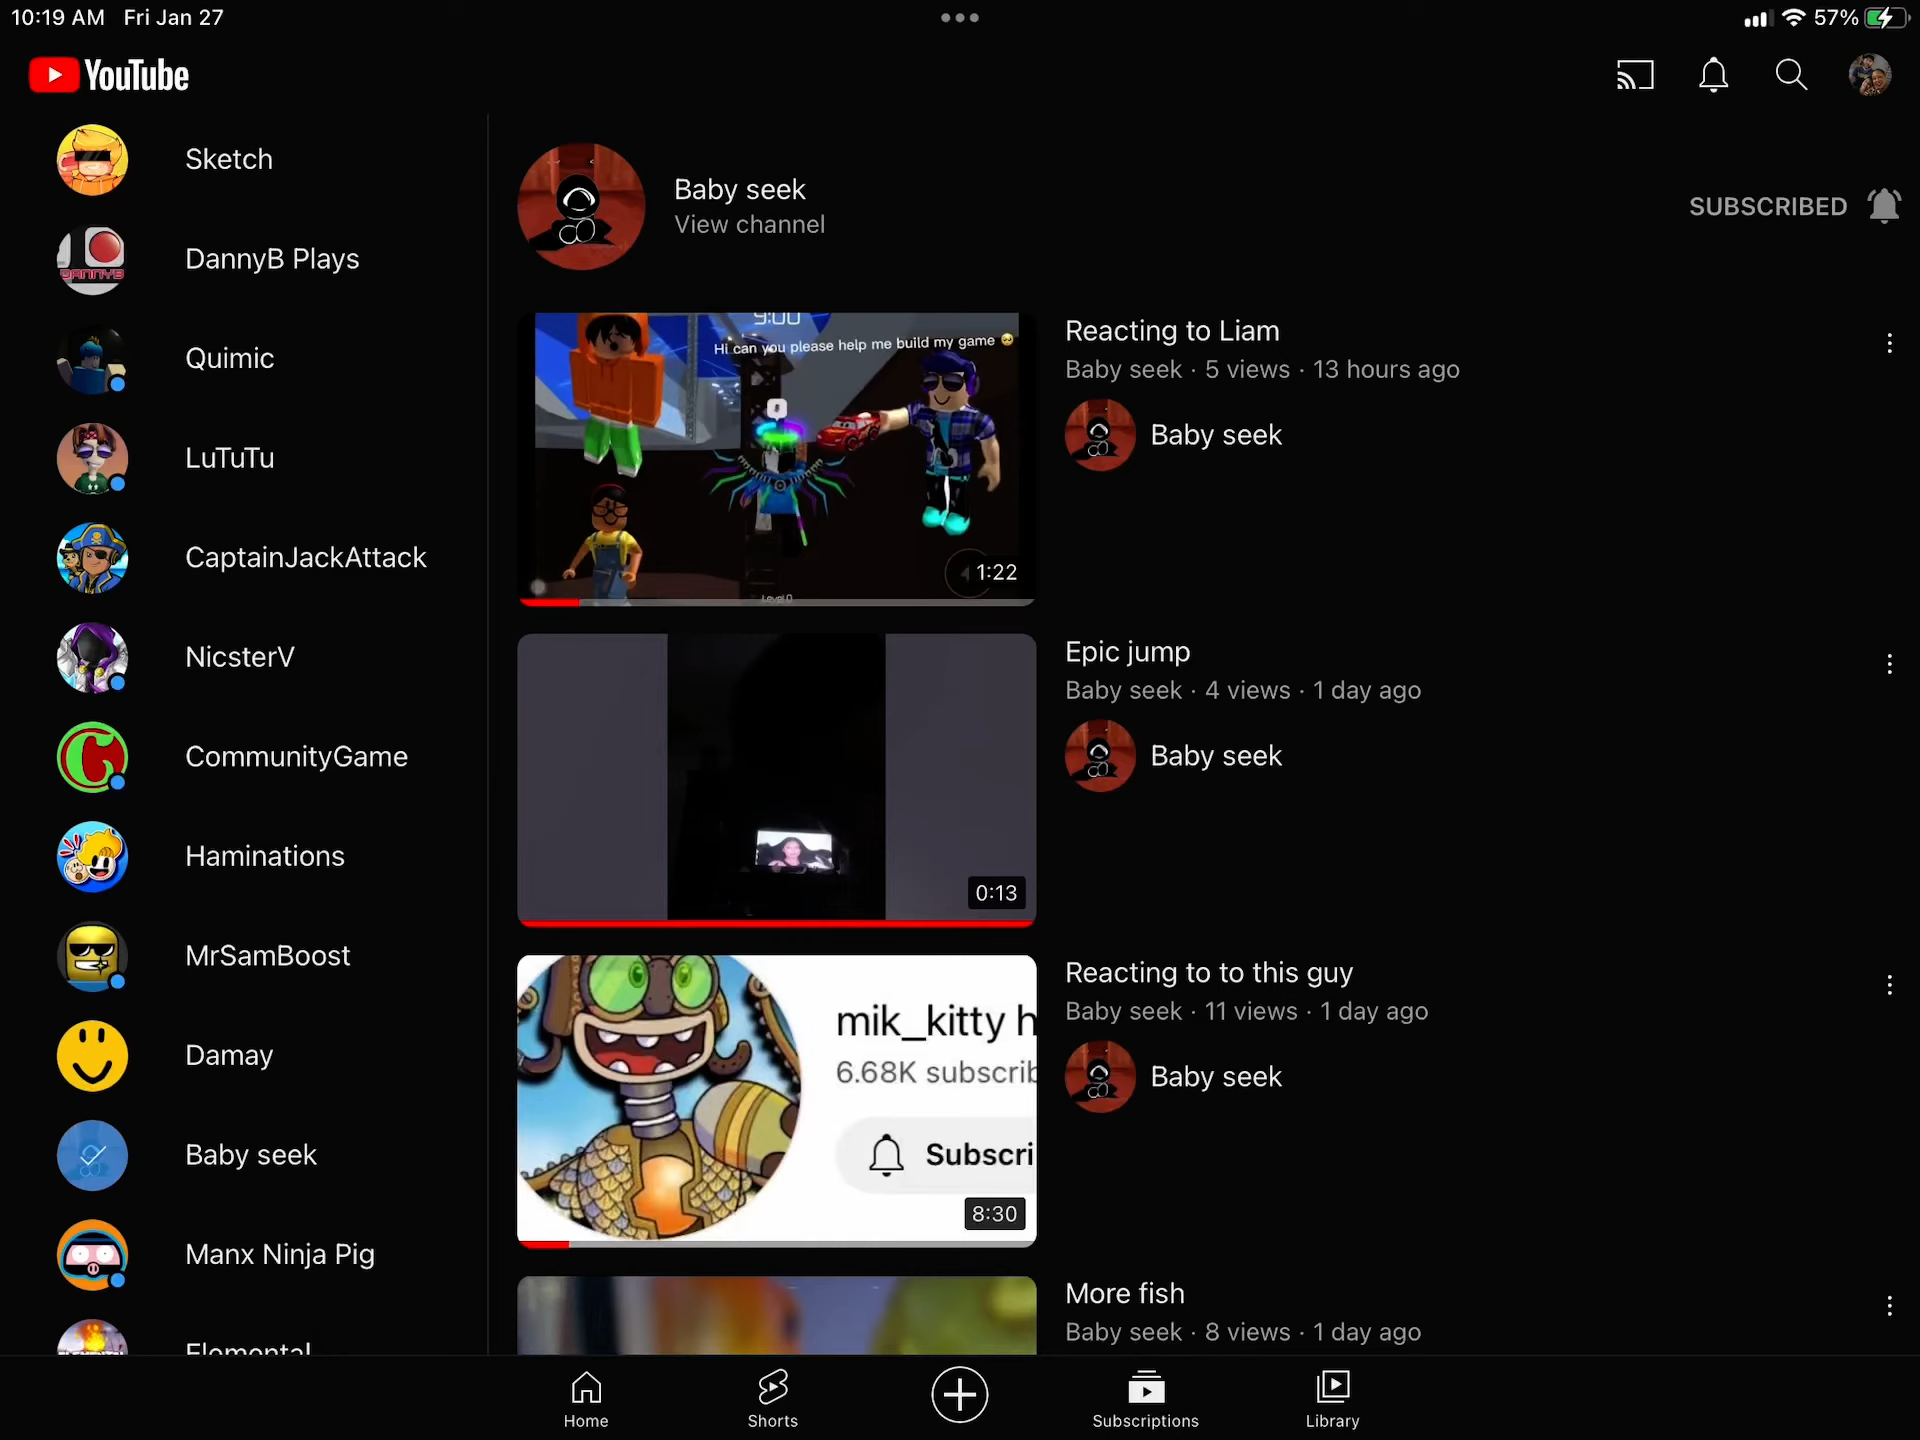 10:19 AM Fri Jan 27
57%
YouTube
Sketch
DannyB Plays
Quimic
LuTuTu
CaptainJackAttack
NicsterV
CommunityGame
Haminations
MrSamBoost
Damay
Baby seek
Manx Ninja Pig
Elemental
Baby seek
View channel
SUBSCRIBED
9:00
Hi can you please help me build my game 🥺
Level 0
1:22
Reacting to Liam
Baby seek · 5 views · 13 hours ago
Baby seek
0:13
Epic jump
Baby seek · 4 views · 1 day ago
Baby seek
mik_kitty h
6.68K subscrib
Subscri
8:30
Reacting to to this guy
Baby seek · 11 views · 1 day ago
Baby seek
More fish
Baby seek · 8 views · 1 day ago
Home
Shorts
Subscriptions
Library